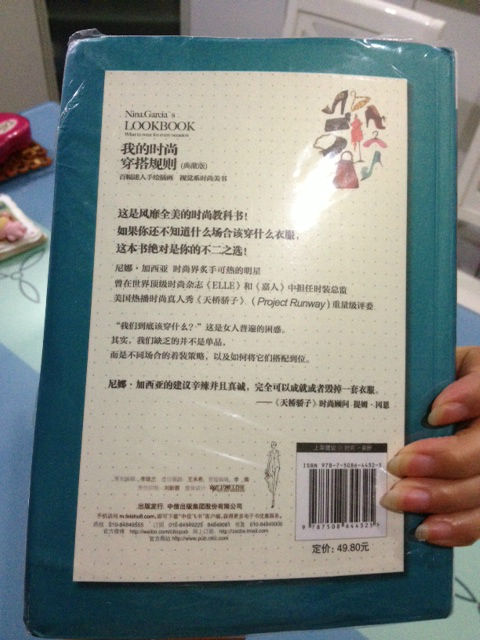 Nina Garcia's
LOOKBOOK
What to wear for every occasion
我的时尚
穿搭规则 (典藏版)
百幅迷人手绘插画 视觉系时尚美书
这是风靡全美的时尚教科书！
如果你还不知道什么场合该穿什么衣服，
这本书绝对是你的不二之选！
尼娜·加西亚 时尚界炙手可热的明星
曾在世界顶级时尚杂志《ELLE》和《嘉人》中担任时装总监
美国热播时尚真人秀《天桥骄子》（Project Runway）重量级评委
“我们到底该穿什么？”这是女人普遍的困惑。
其实，我们缺乏的并不是单品，
而是不同场合的着装策略，以及如何将它们搭配到位。
尼娜·加西亚的建议辛辣并且真诚，完全可以成就或者毁掉一套衣服。
——《天桥骄子》时尚顾问 提姆·冈恩
ISBN 978-7-5086-4432-5
9 787508 644325
定价：49.80元
出版发行 中信出版集团股份有限公司